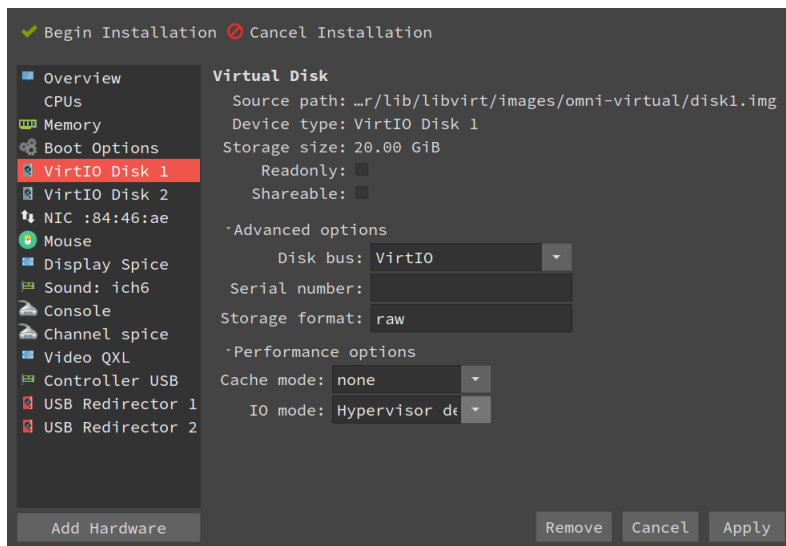 Begin Installation Cancel Installation
Overview
CPUs
Memory
Boot Options
VirtIO Disk 1
VirtIO Disk 2
NIC :84:46:ae
Mouse
Display Spice
Sound: ich6
Console
Channel spice
Video QXL
Controller USB
USB Redirector 1
USB Redirector 2
Add Hardware
Virtual Disk
Source path: …r/lib/libvirt/images/omni-virtual/disk1.img
Device type: VirtIO Disk 1
Storage size: 20.00 GiB
Readonly:
Shareable:
Advanced options
Disk bus: VirtIO
Serial number:
Storage format: raw
Performance options
Cache mode: none
IO mode: Hypervisor de
Remove Cancel Apply